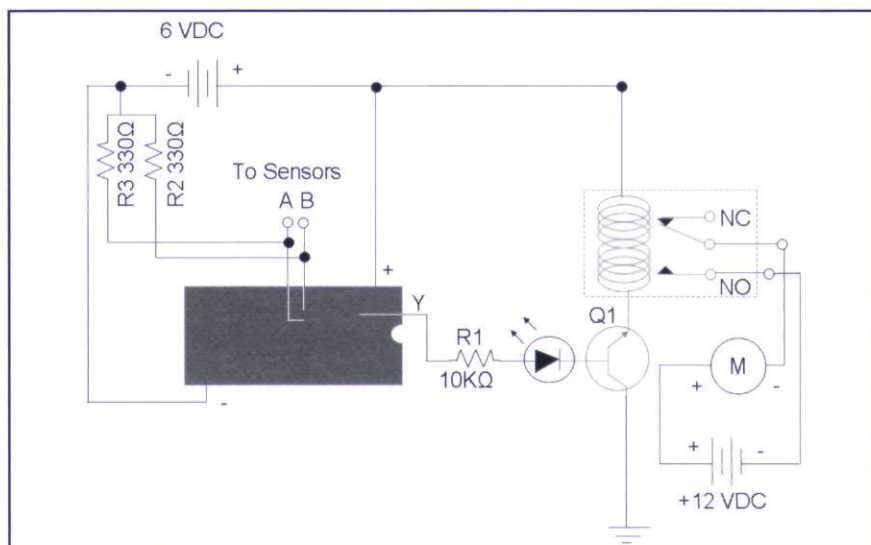 6 VDC
- +
R3 330Ω
R2 330Ω
To Sensors
A B
+
Y
-
R1
10KΩ
Q1
NC
NO
M
+ -
+ -
+12 VDC